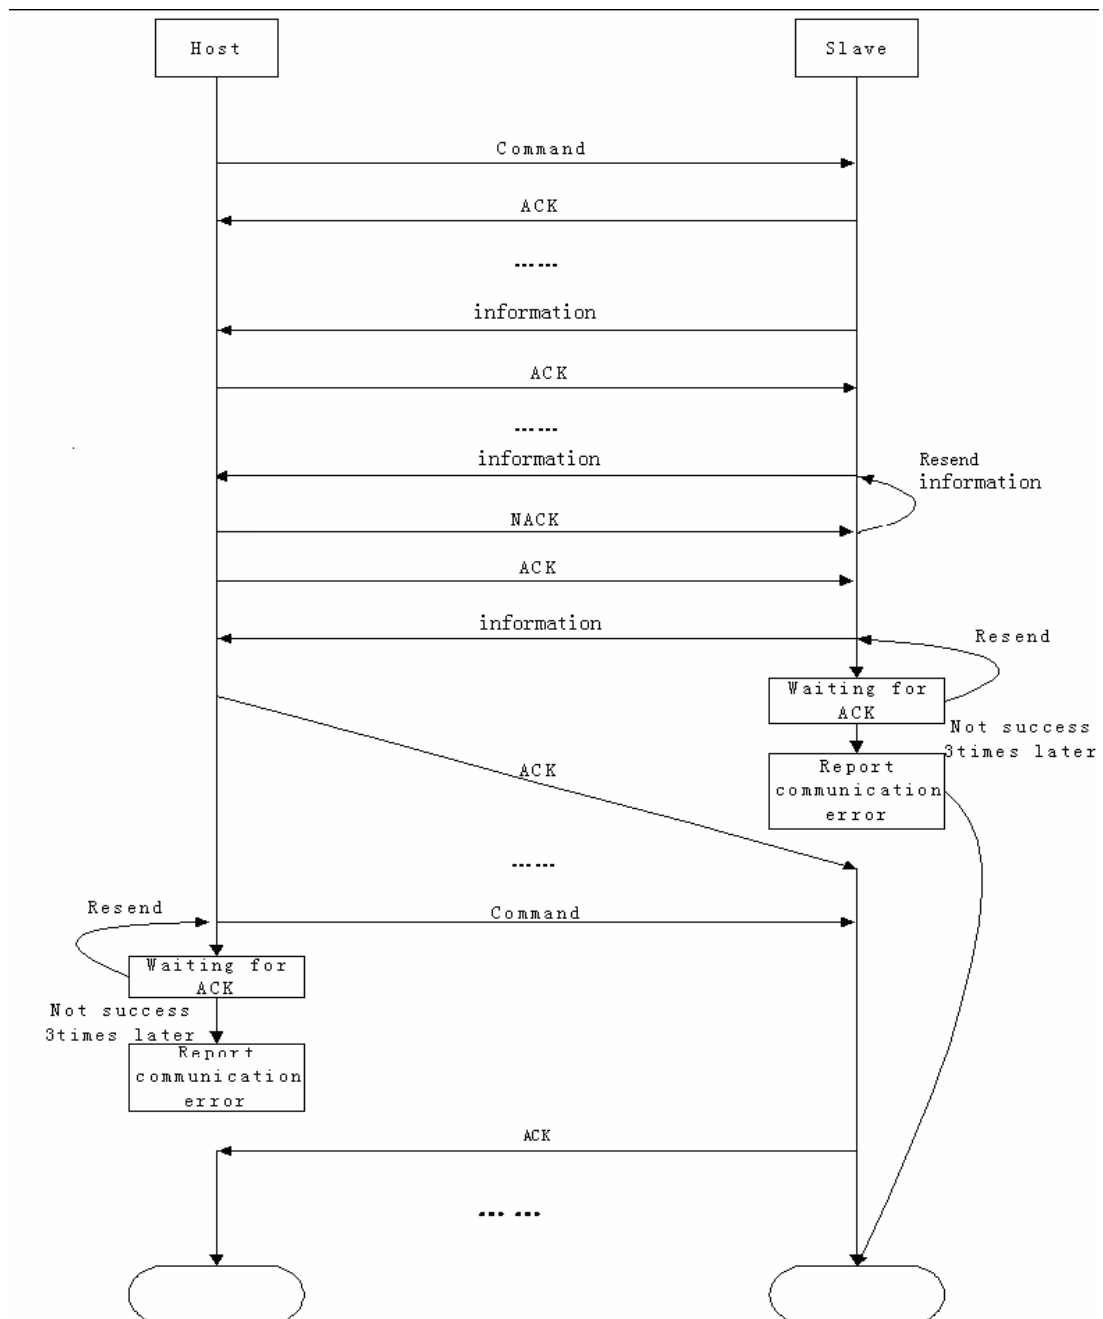 Host
Slave
Command
ACK
......
information
ACK
......
information
Resend
information
NACK
ACK
information
Resend
Waiting for
ACK
Not success
3times later
ACK
Report
communication
error
......
Resend
Command
Waiting for
ACK
Not success
3times later
Report
communication
error
ACK
... ...